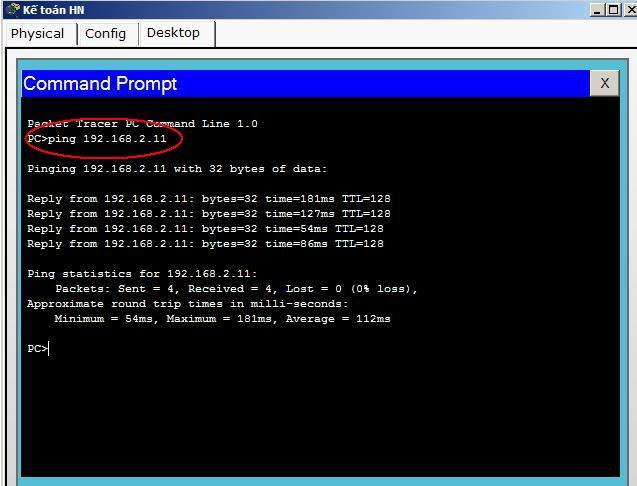 Kế toán HN
Physical Config Desktop
Command Prompt X
Packet Tracer PC Command Line 1.0
PC>ping 192.168.2.11
Pinging 192.168.2.11 with 32 bytes of data:
Reply from 192.168.2.11: bytes=32 time=181ms TTL=128
Reply from 192.168.2.11: bytes=32 time=127ms TTL=128
Reply from 192.168.2.11: bytes=32 time=54ms TTL=128
Reply from 192.168.2.11: bytes=32 time=86ms TTL=128
Ping statistics for 192.168.2.11:
Packets: Sent = 4, Received = 4, Lost = 0 (0% loss),
Approximate round trip times in milli-seconds:
Minimum = 54ms, Maximum = 181ms, Average = 112ms
PC>